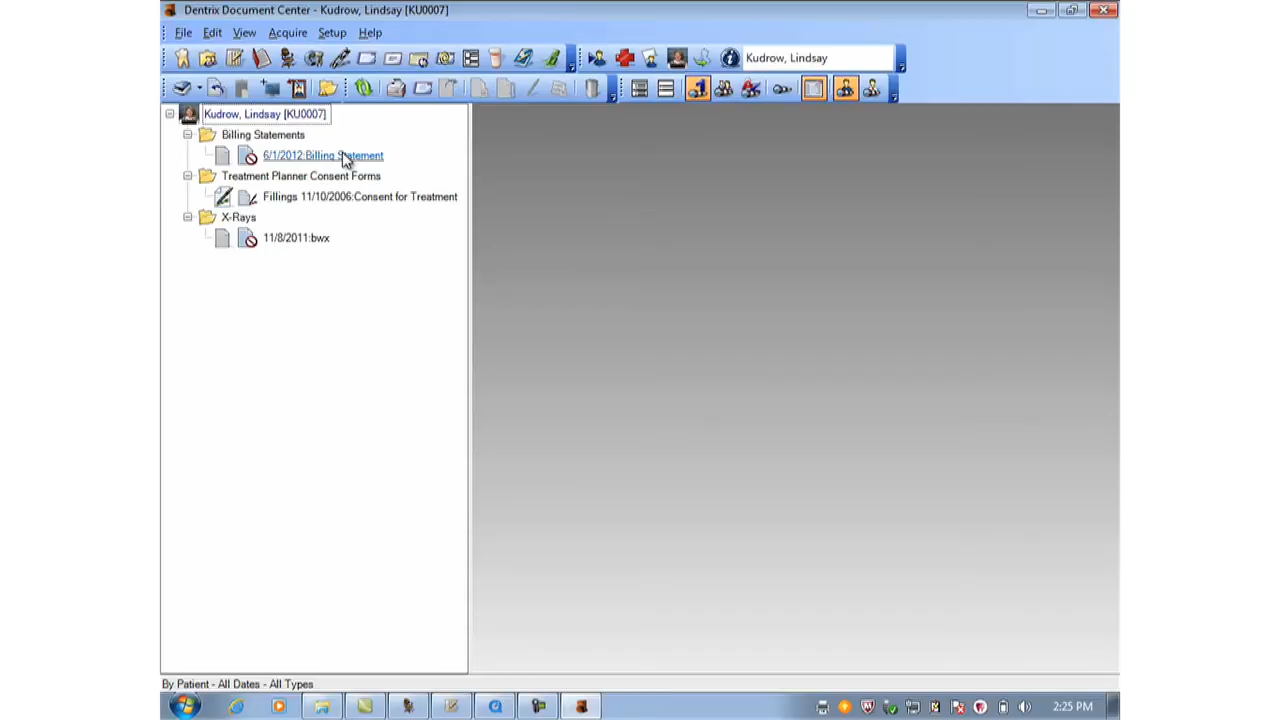 Dentrix Document Center - Kudrow, Lindsay [KU0007]
File Edit View Acquire Setup Help
Kudrow, Lindsay
Kudrow, Lindsay [KU0007]
Billing Statements
6/1/2012:Billing Statement
Treatment Planner Consent Forms
Fillings 11/10/2006:Consent for Treatment
X-Rays
11/8/2011:bwx
By Patient - All Dates - All Types
2:25 PM